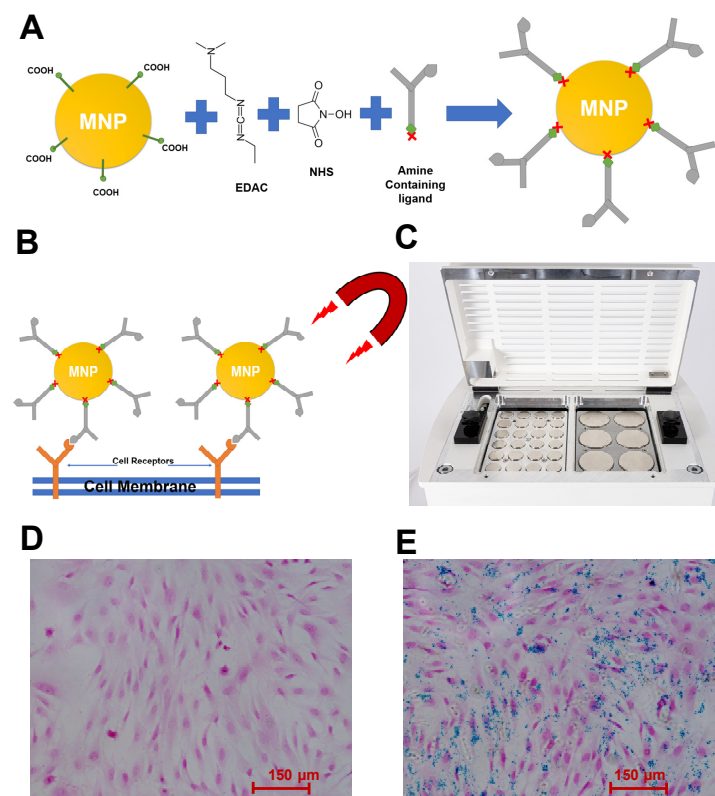 A
COOH
COOH
MNP
COOH
COOH
COOH
N
N=C=N
EDAC
O
N-OH
O
NHS
Amine
Containing
ligand
MNP
B
MNP
MNP
Cell Receptors
Cell Membrane
C
D
150 µm
E
150 µm